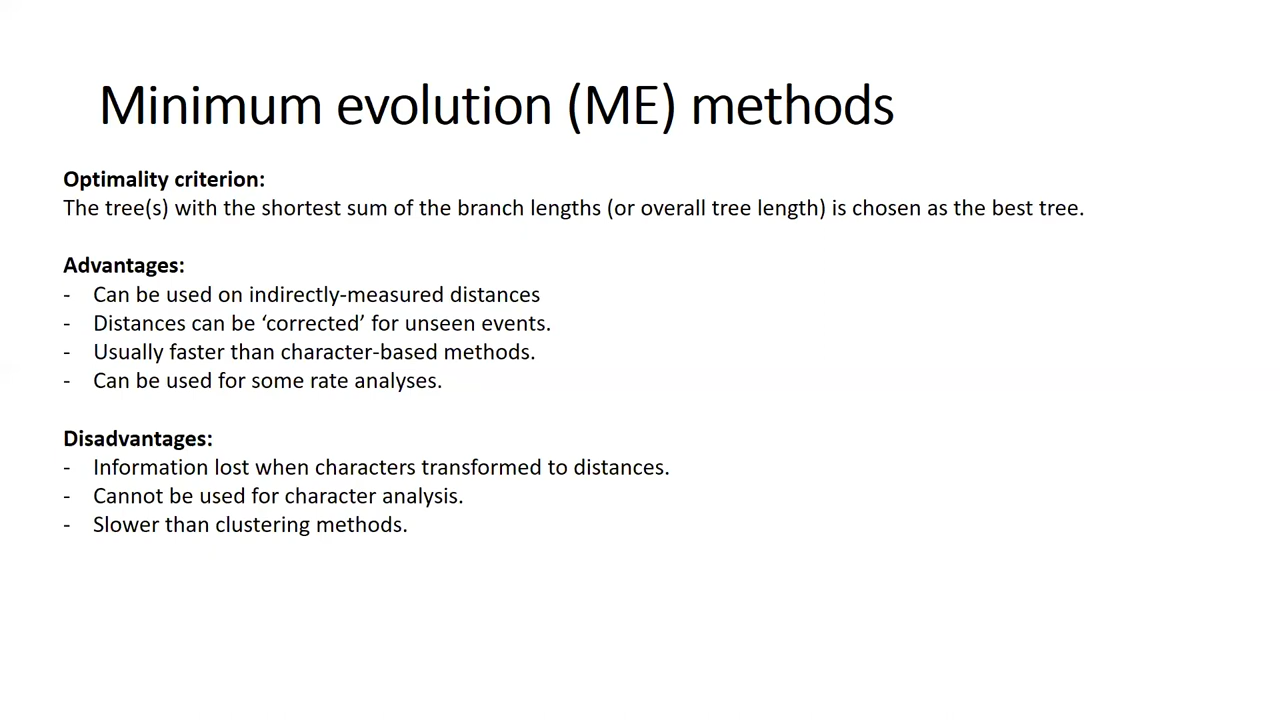 Minimum evolution (ME) methods
Optimality criterion:
The tree(s) with the shortest sum of the branch lengths (or overall tree length) is chosen as the best tree.
Advantages:
- Can be used on indirectly-measured distances
- Distances can be ‘corrected’ for unseen events.
- Usually faster than character-based methods.
- Can be used for some rate analyses.
Disadvantages:
- Information lost when characters transformed to distances.
- Cannot be used for character analysis.
- Slower than clustering methods.